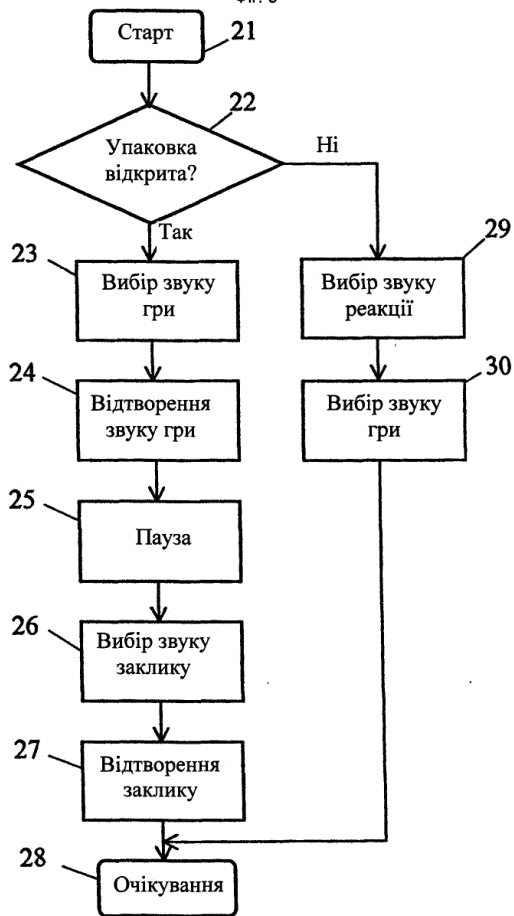 Старт
21
22
Упаковка
відкрита?
Ні
Так
23
Вибір звуку
гри
29
Вибір звуку
реакції
24
Відтворення
звуку гри
30
Вибір звуку
гри
25
Пауза
26
Вибір звуку
заклику
27
Відтворення
заклику
28
Очікування